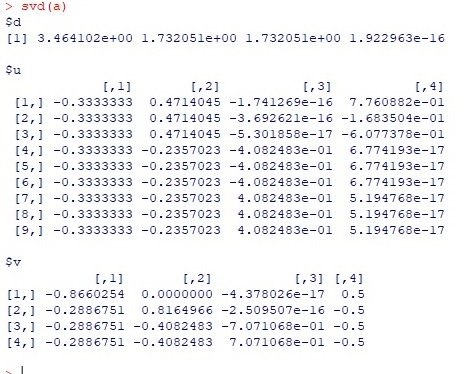 > svd(a)
$d
[1] 3.464102e+00 1.732051e+00 1.732051e+00 1.922963e-16
$u
[,1] [,2] [,3] [,4]
[1,] -0.3333333 0.4714045 -1.741269e-16 7.760882e-01
[2,] -0.3333333 0.4714045 -3.692621e-16 -1.683504e-01
[3,] -0.3333333 0.4714045 -5.301858e-17 -6.077378e-01
[4,] -0.3333333 -0.2357023 -4.082483e-01 6.774193e-17
[5,] -0.3333333 -0.2357023 -4.082483e-01 6.774193e-17
[6,] -0.3333333 -0.2357023 -4.082483e-01 6.774193e-17
[7,] -0.3333333 -0.2357023 4.082483e-01 5.194768e-17
[8,] -0.3333333 -0.2357023 4.082483e-01 5.194768e-17
[9,] -0.3333333 -0.2357023 4.082483e-01 5.194768e-17
$v
[,1] [,2] [,3] [,4]
[1,] -0.8660254 0.0000000 -4.378026e-17 0.5
[2,] -0.2886751 0.8164966 -2.509507e-16 -0.5
[3,] -0.2886751 -0.4082483 -7.071068e-01 -0.5
[4,] -0.2886751 -0.4082483 7.071068e-01 -0.5
>